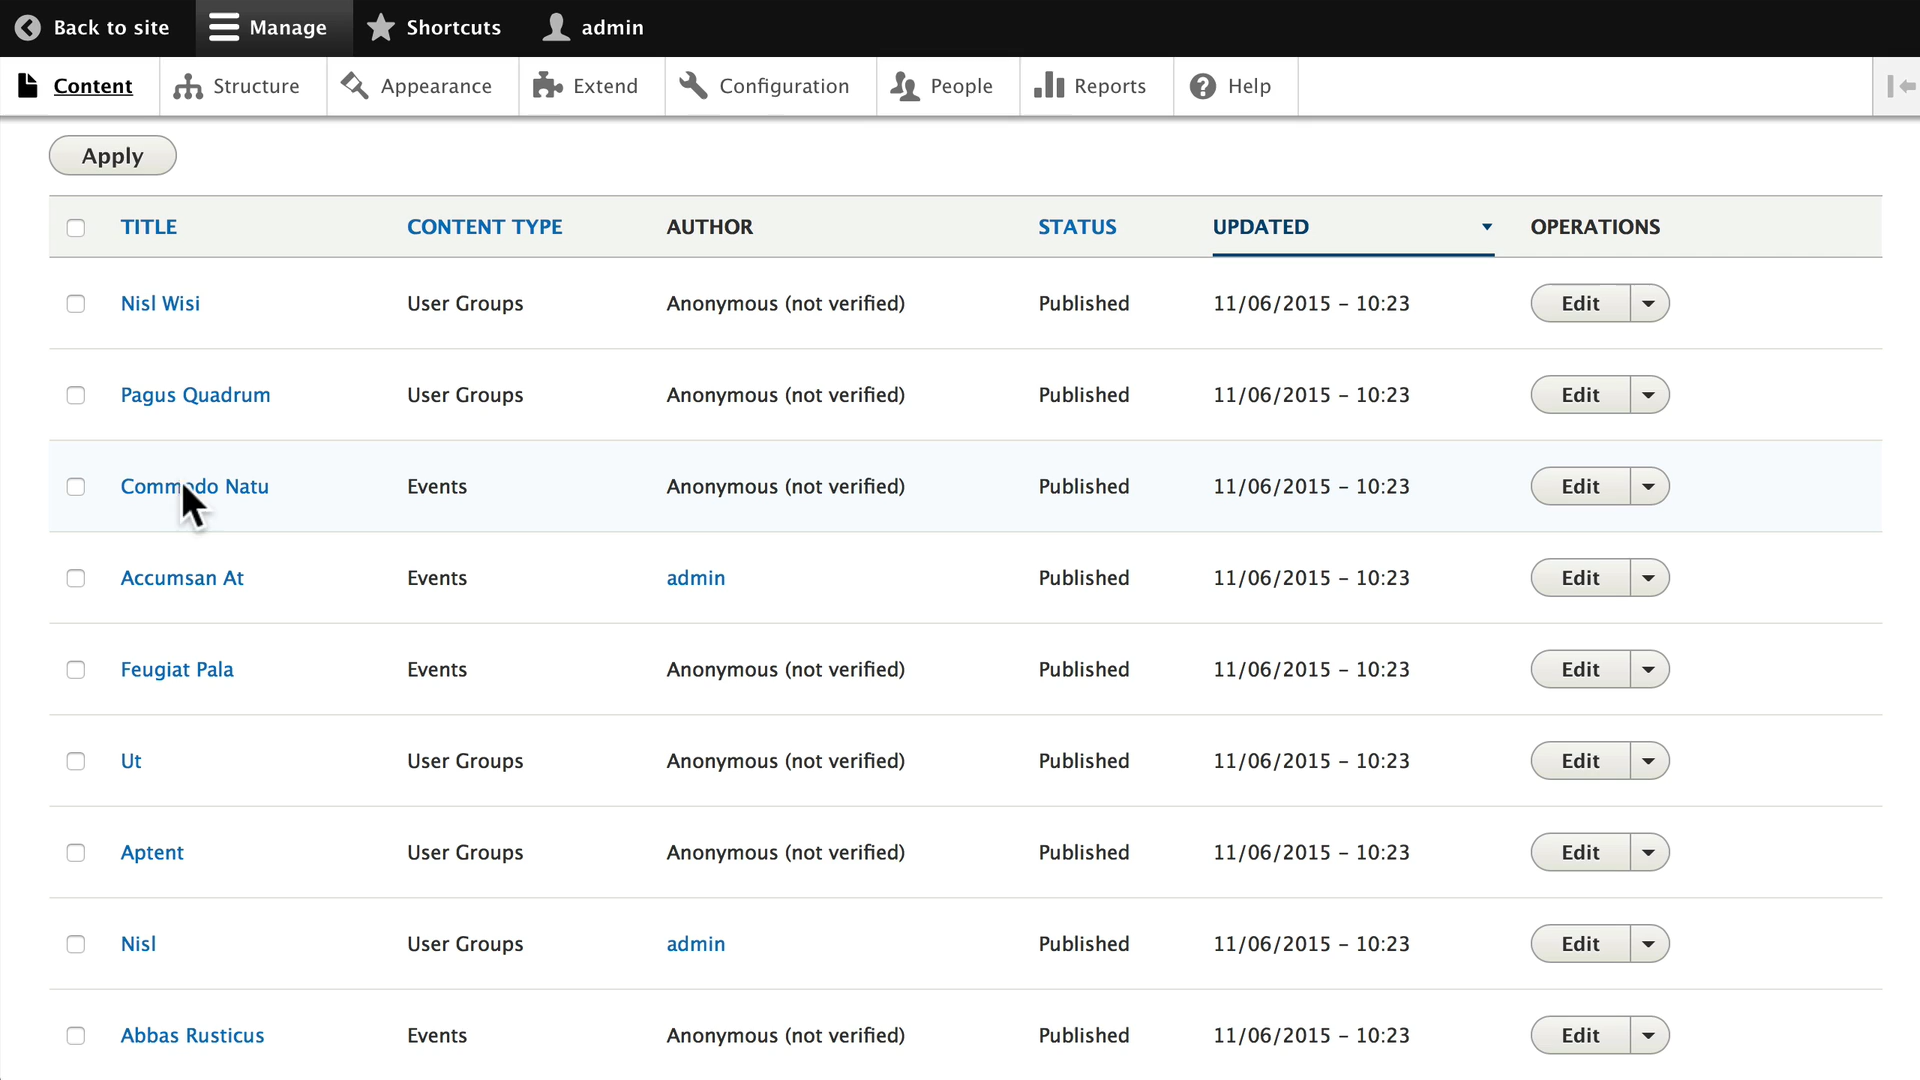 Back to site Manage Shortcuts admin
Content Structure Appearance Extend Configuration People Reports Help
Apply
TITLE CONTENT TYPE AUTHOR STATUS UPDATED OPERATIONS
Nisl Wisi User Groups Anonymous (not verified) Published 11/06/2015 – 10:23 Edit
Pagus Quadrum User Groups Anonymous (not verified) Published 11/06/2015 – 10:23 Edit
Commodo Natu Events Anonymous (not verified) Published 11/06/2015 – 10:23 Edit
Accumsan At Events admin Published 11/06/2015 – 10:23 Edit
Feugiat Pala Events Anonymous (not verified) Published 11/06/2015 – 10:23 Edit
Ut User Groups Anonymous (not verified) Published 11/06/2015 – 10:23 Edit
Aptent User Groups Anonymous (not verified) Published 11/06/2015 – 10:23 Edit
Nisl User Groups admin Published 11/06/2015 – 10:23 Edit
Abbas Rusticus Events Anonymous (not verified) Published 11/06/2015 – 10:23 Edit